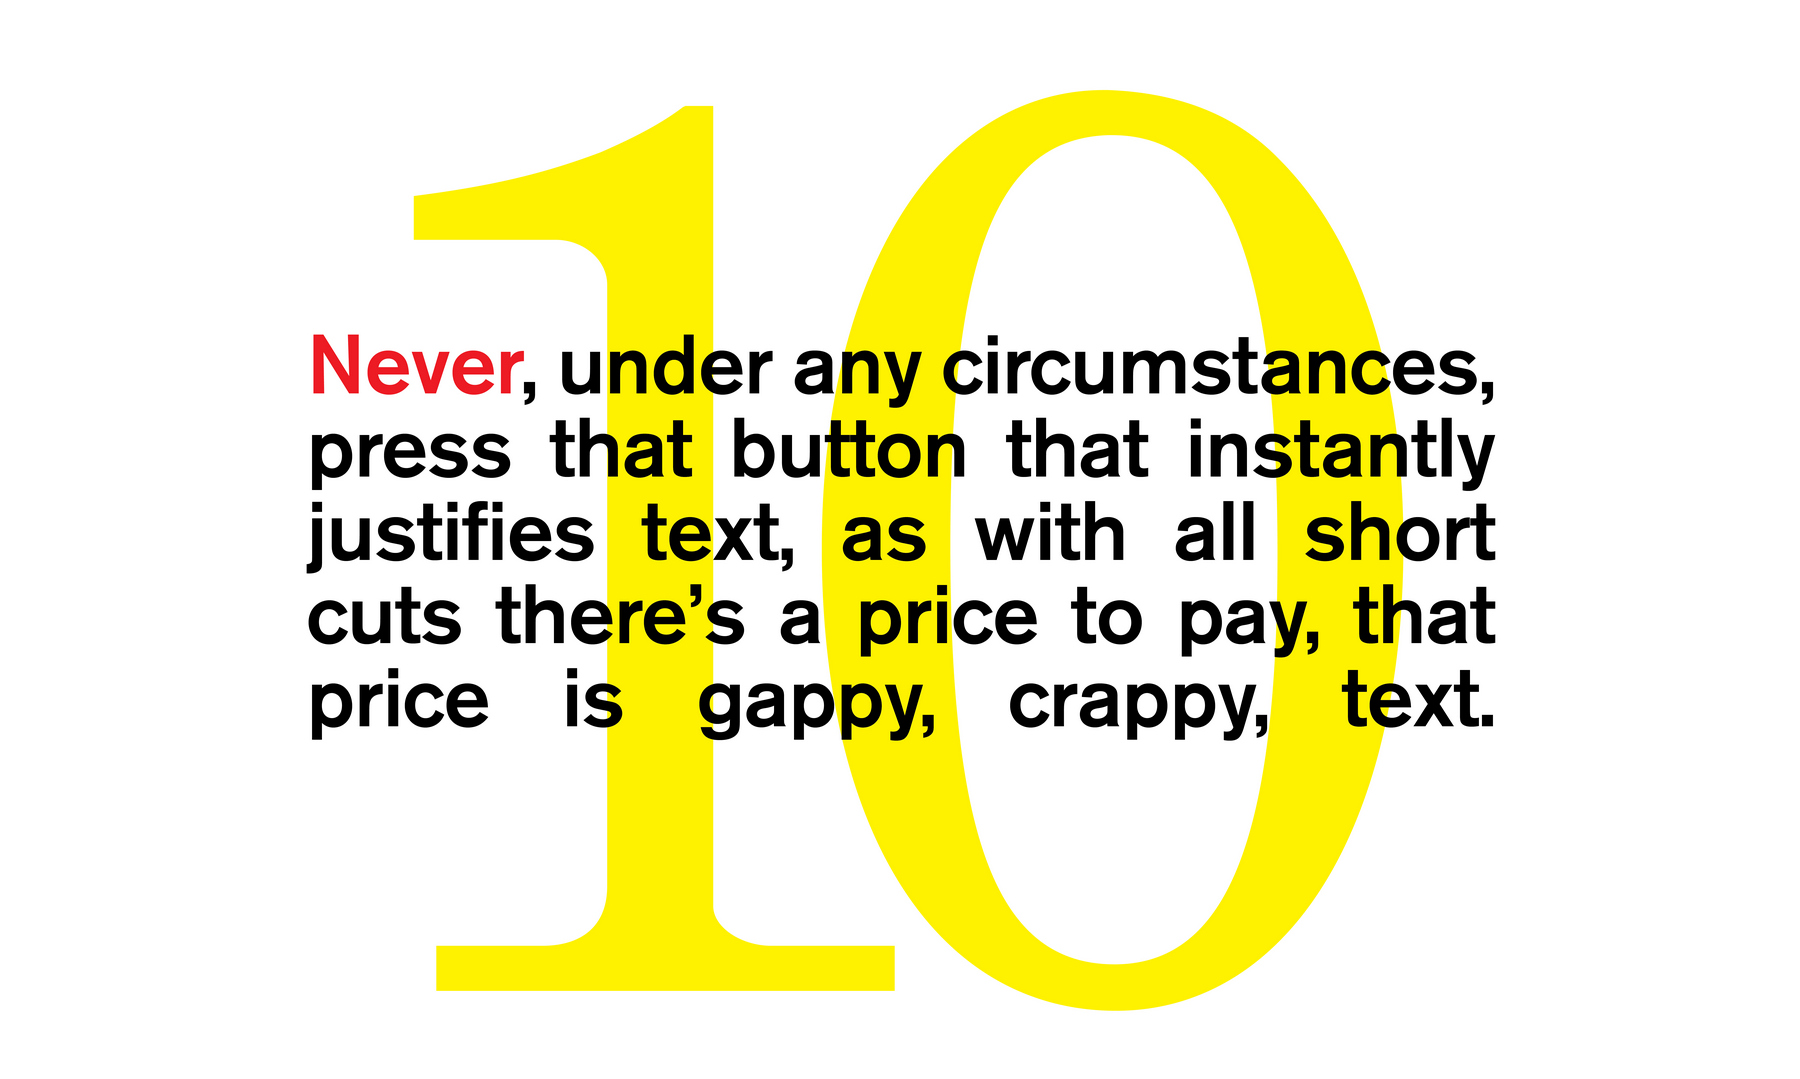 10
Never, under any circumstances,
press that button that instantly
justifies text, as with all short
cuts there’s a price to pay, that
price is gappy, crappy, text.